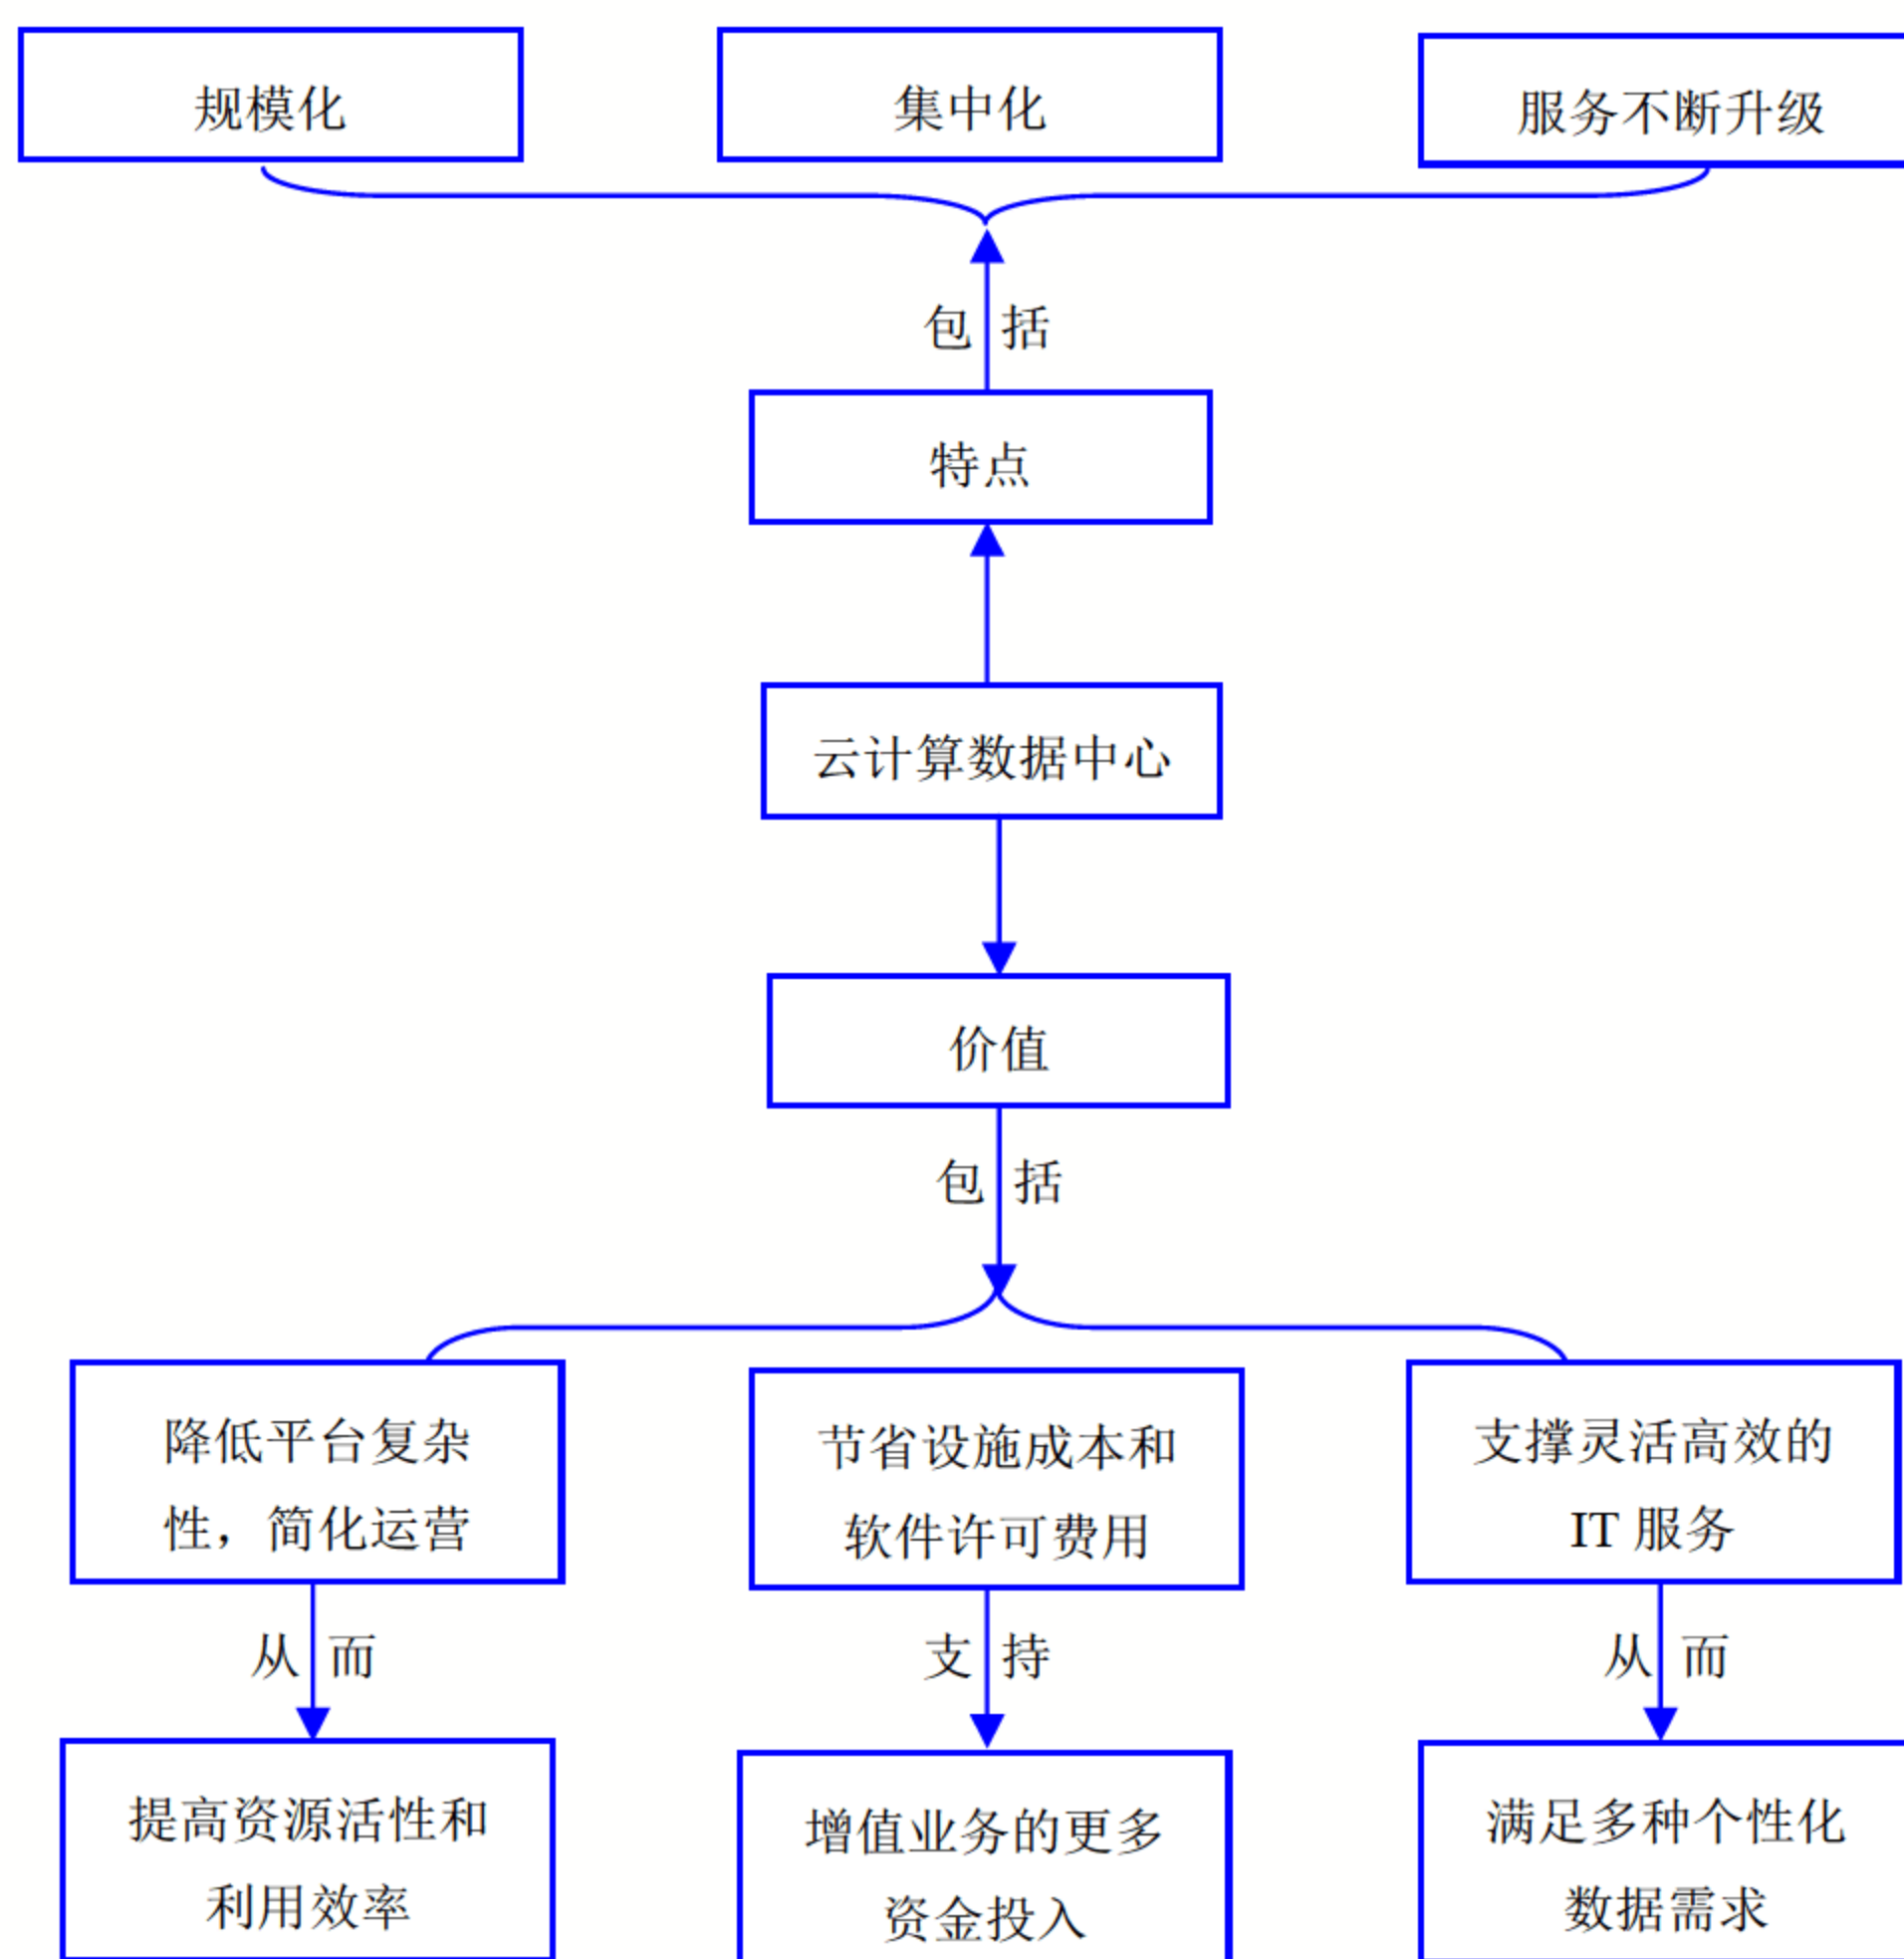 规模化
集中化
服务不断升级
包 括
特点
云计算数据中心
价值
包 括
降低平台复杂
性，简化运营
节省设施成本和
软件许可费用
支撑灵活高效的
IT 服务
从 而
支 持
从 而
提高资源活性和
利用效率
增值业务的更多
资金投入
满足多种个性化
数据需求